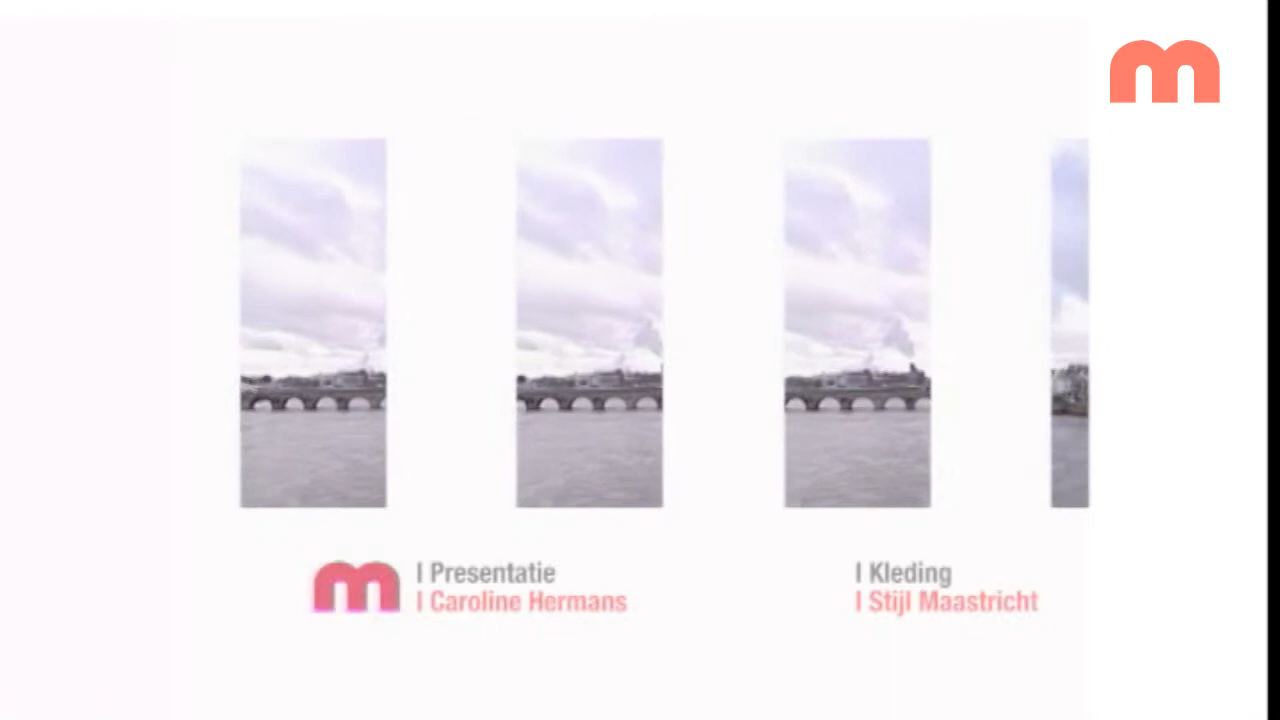 m
m
I Presentatie
I Caroline Hermans
I Kleding
I Stijl Maastricht